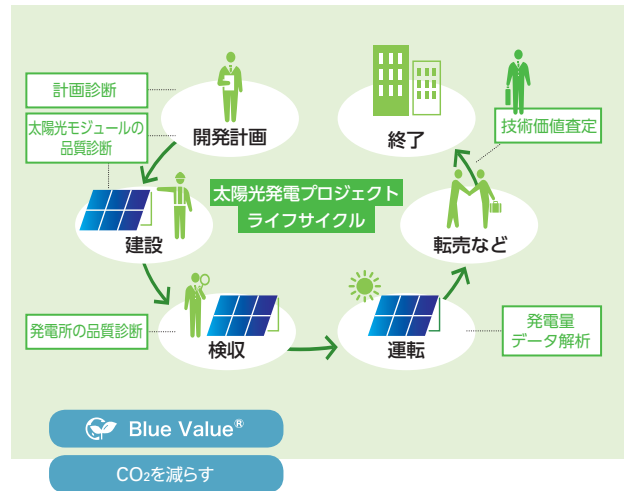 計画診断
太陽光モジュールの
品質診断
開発計画
終了
技術価値査定
太陽光発電プロジェクト
ライフサイクル
建設
転売など
発電所の品質診断
検収
運転
発電量
データ解析
Blue Value®
CO₂を減らす